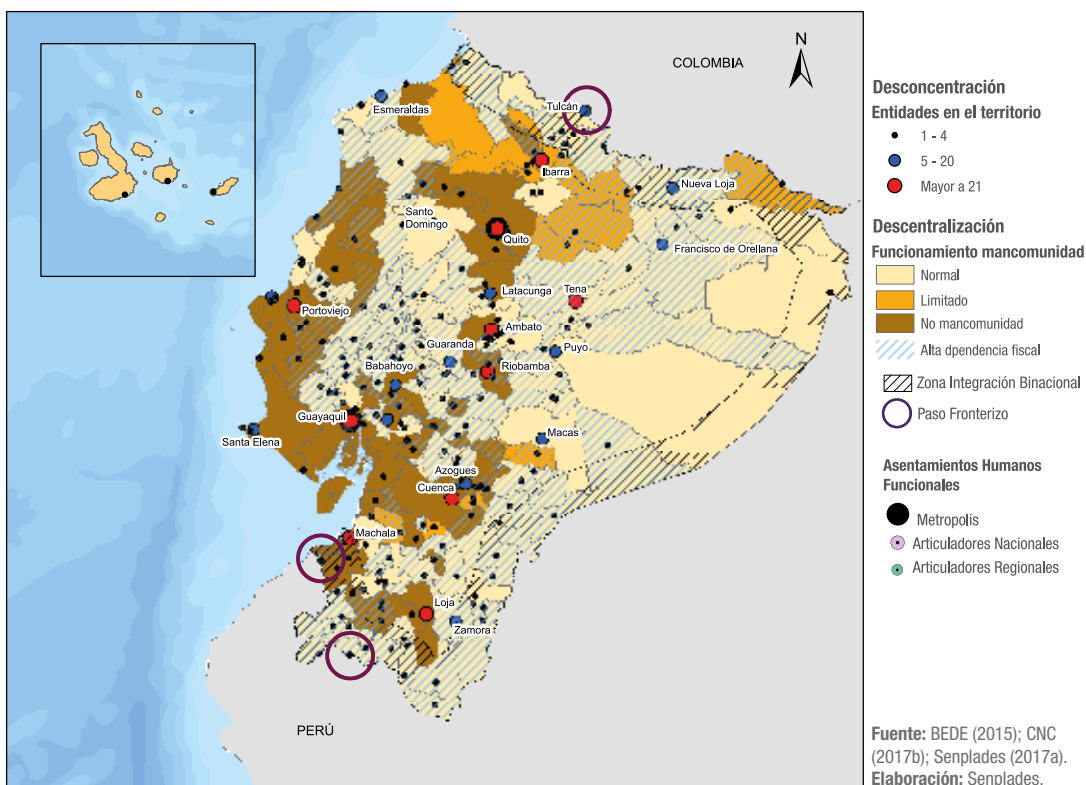 COLOMBIA
N
Tulcán
Esmeraldas
Ibarra
Nueva Loja
Santo
Domingo
Quito
Francisco de Orellana
Latacunga
Tena
Portoviejo
Ambato
Guaranda
Puyo
Babahoyo
Riobamba
Guayaquil
Santa Elena
Macas
Azogues
Cuenca
Machala
Loja
Zamora
PERÚ
Desconcentración
Entidades en el territorio
1 - 4
5 - 20
Mayor a 21
Descentralización
Funcionamiento mancomunidad
Normal
Limitado
No mancomunidad
Alta dpendencia fiscal
Zona Integración Binacional
Paso Fronterizo
Asentamientos Humanos
Funcionales
Metropolis
Articuladores Nacionales
Articuladores Regionales
Fuente: BEDE (2015); CNC
(2017b); Senplades (2017a).
Elaboración: Senplades.